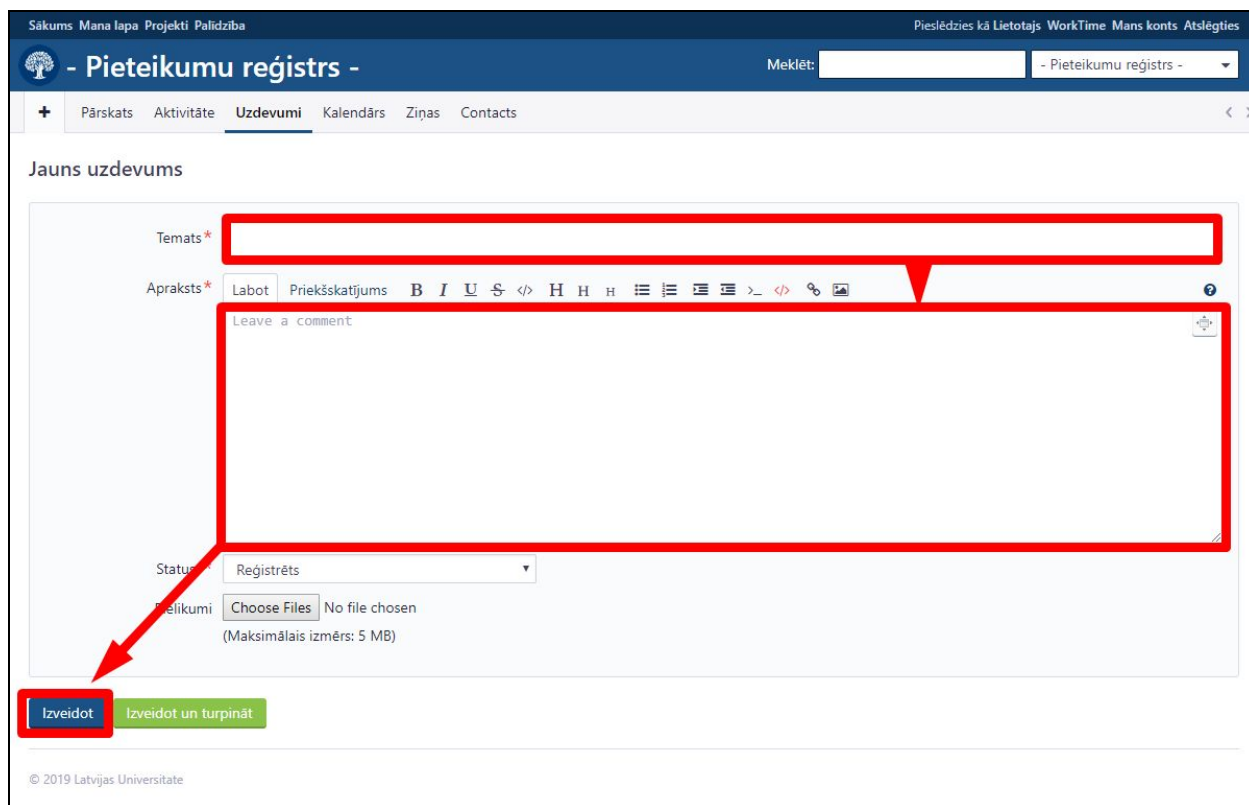 Sākums Mana lapa Projekti Palīdzība Pieslēdzies kā Lietotajs WorkTime Mans konts Atslēgties
- Pieteikumu reģistrs - Meklēt: - Pieteikumu reģistrs -
+ Pārskats Aktivitāte Uzdevumi Kalendārs Ziņas Contacts
Jauns uzdevums
Temats*
Apraksts* Labot Priekšskatījums B I U S </> H H H >_ </>
Leave a comment
Status Reģistrēts
Choose Files No file chosen
(Maksimālais izmērs: 5 MB)
Izveidot Izveidot un turpināt
© 2019 Latvijas Universitate